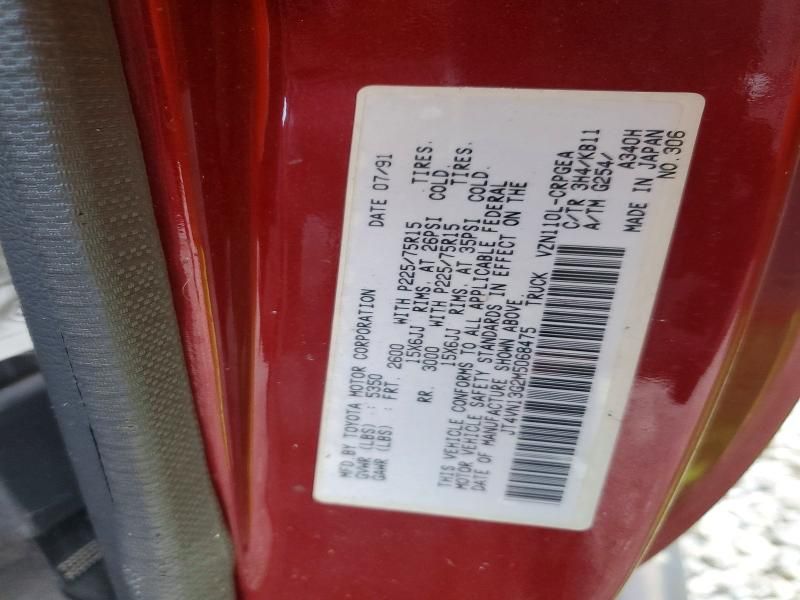 MFD BY TOYOTA MOTOR CORPORATION DATE 07/91
GVWR (LBS) : 5350
GAWR (LBS) : FRT. 2600 WITH P225/75R15 TIRES.
15X6JJ RIMS. AT 26PSI COLD.
RR. 3000 WITH P225/75R15 TIRES.
15X6JJ RIMS. AT 35PSI COLD.
THIS VEHICLE CONFORMS TO ALL APPLICABLE FEDERAL
MOTOR VEHICLE SAFETY STANDARDS IN EFFECT ON THE
DATE OF MANUFACTURE SHOWN ABOVE.
JT4VN13G2M5068475 TRUCK VZN110L-CRPGEA
C/TR 3H4/KB11
A/TM G254/ A340H
MADE IN JAPAN
NO.306